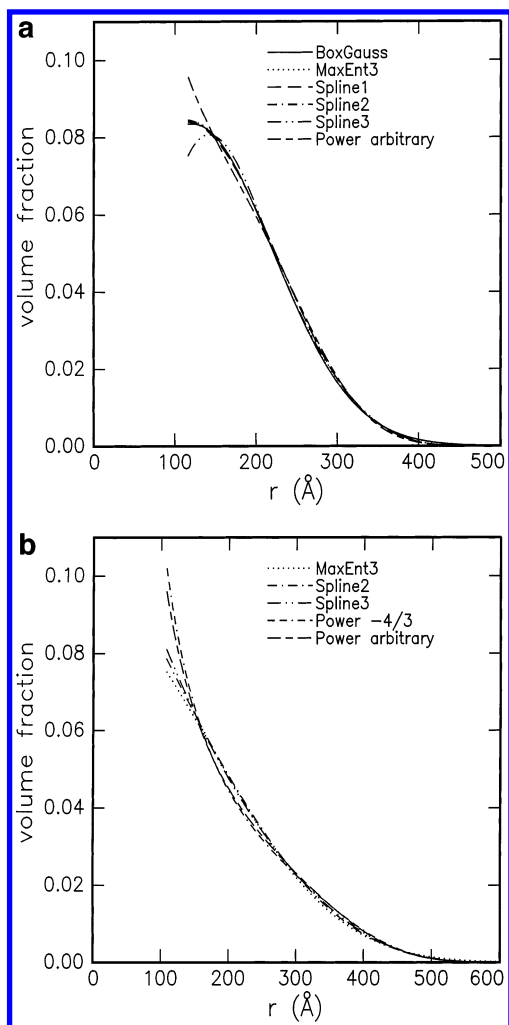 a
BoxGauss
MaxEnt3
Spline1
Spline2
Spline3
Power arbitrary
0.10
0.08
0.06
0.04
0.02
0.00
volume fraction
0 100 200 300 400 500
r (Å)
b
MaxEnt3
Spline2
Spline3
Power -4/3
Power arbitrary
0.10
0.08
0.06
0.04
0.02
0.00
volume fraction
0 100 200 300 400 500 600
r (Å)